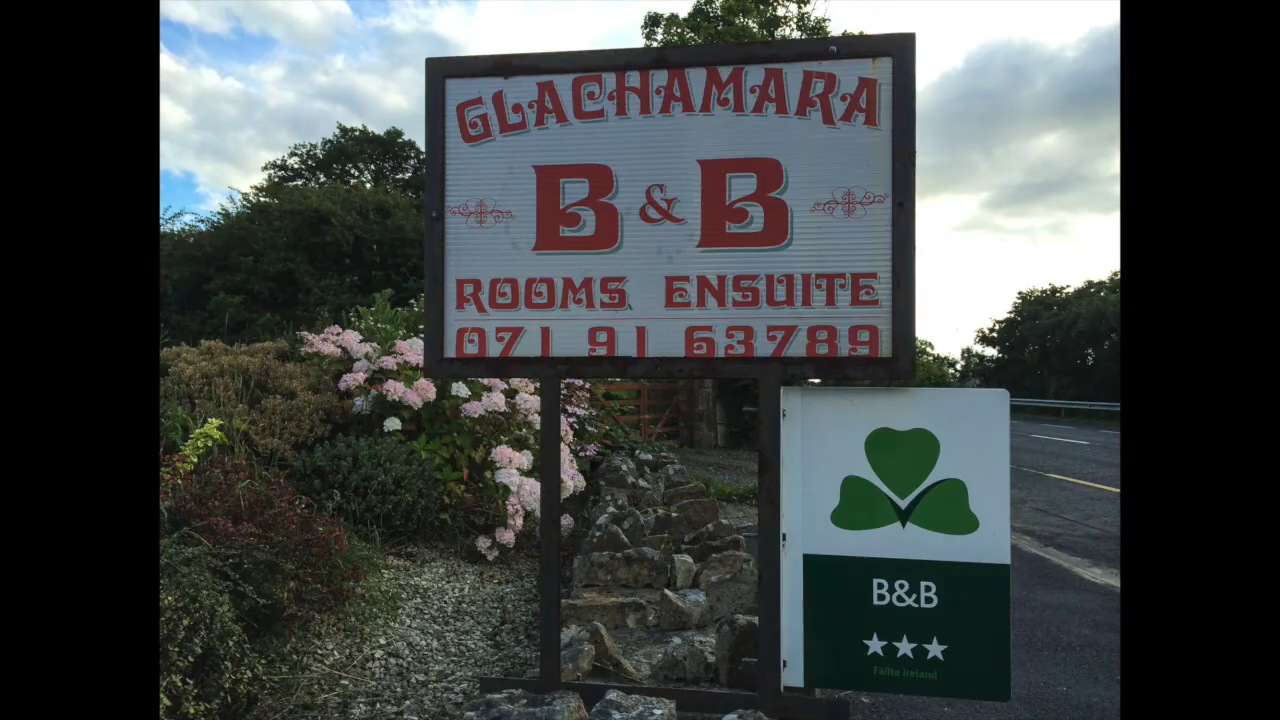 GLACHAMARA
B & B
ROOMS ENSUITE
071 91 63789
B&B
Fáilte Ireland